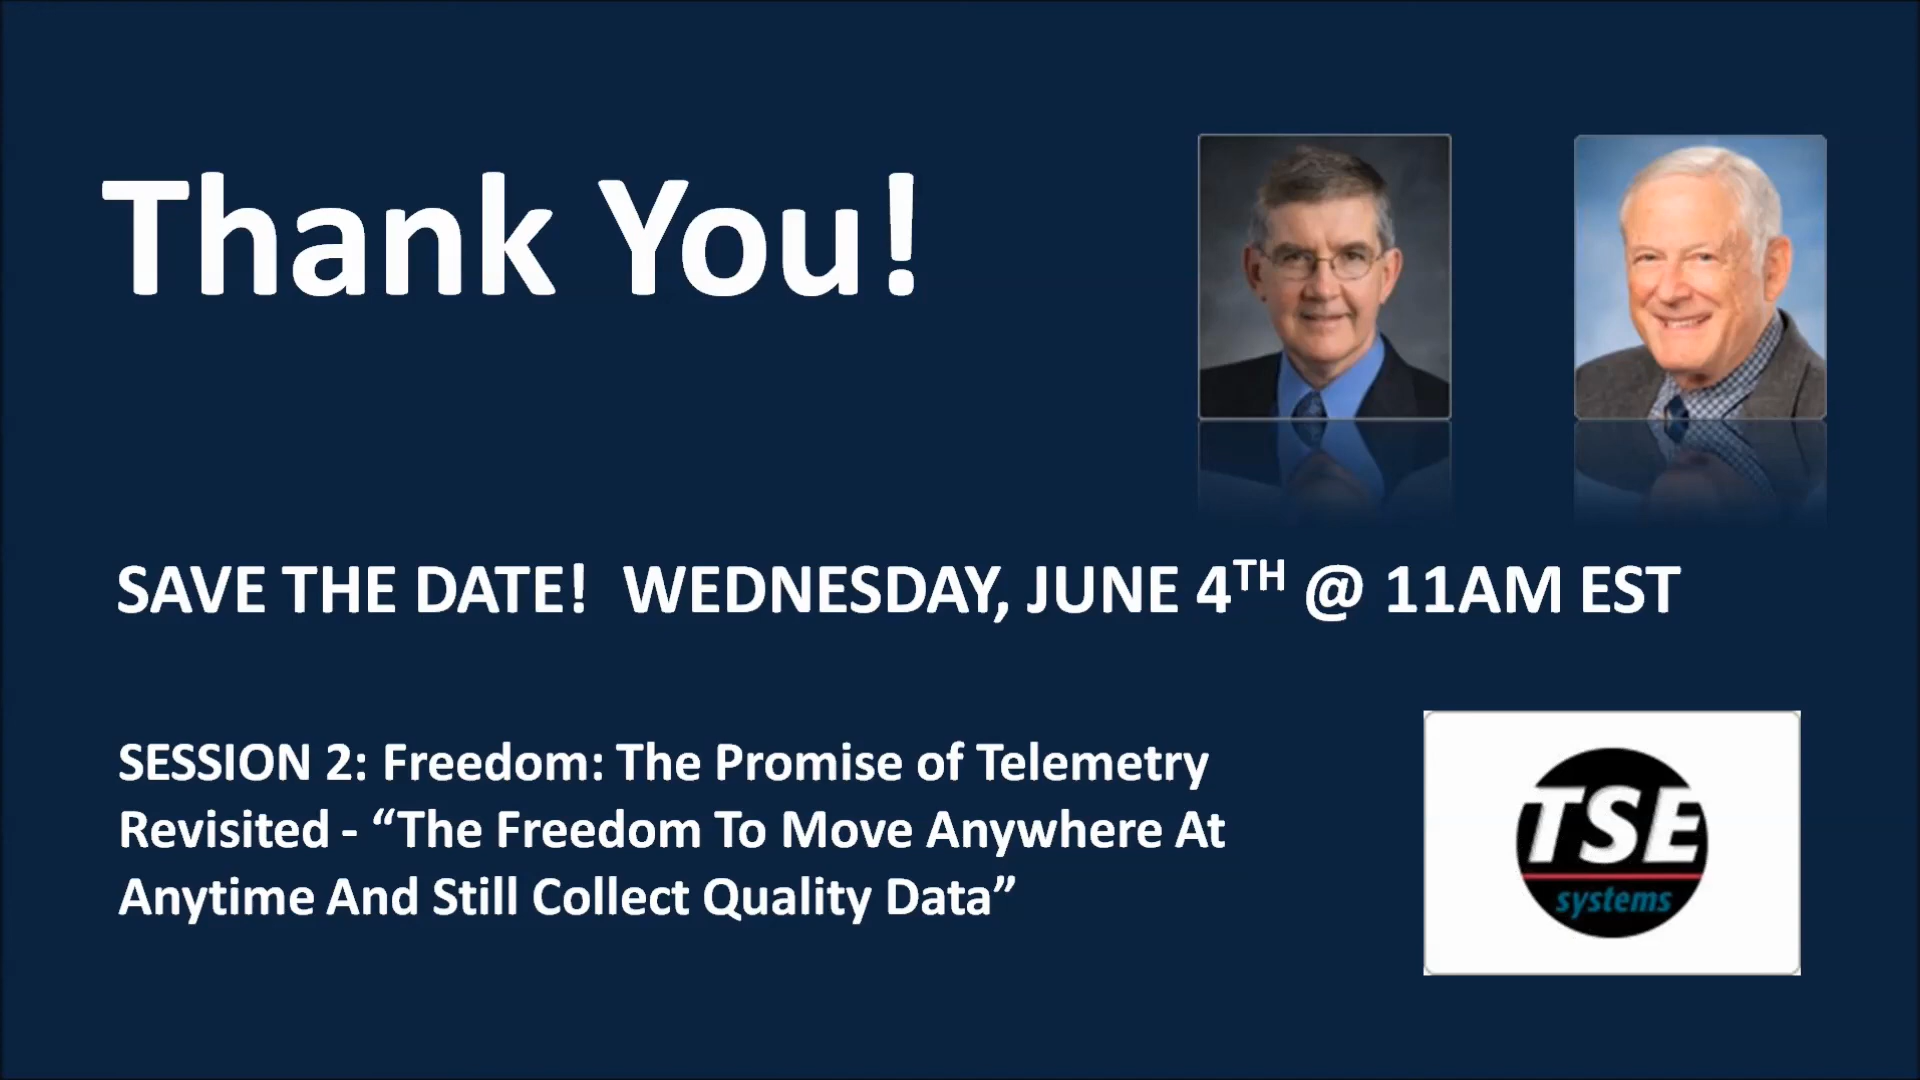 Thank You!
SAVE THE DATE!  WEDNESDAY, JUNE 4TH @ 11AM EST
SESSION 2: Freedom: The Promise of Telemetry
Revisited - “The Freedom To Move Anywhere At
Anytime And Still Collect Quality Data”
TSE
systems